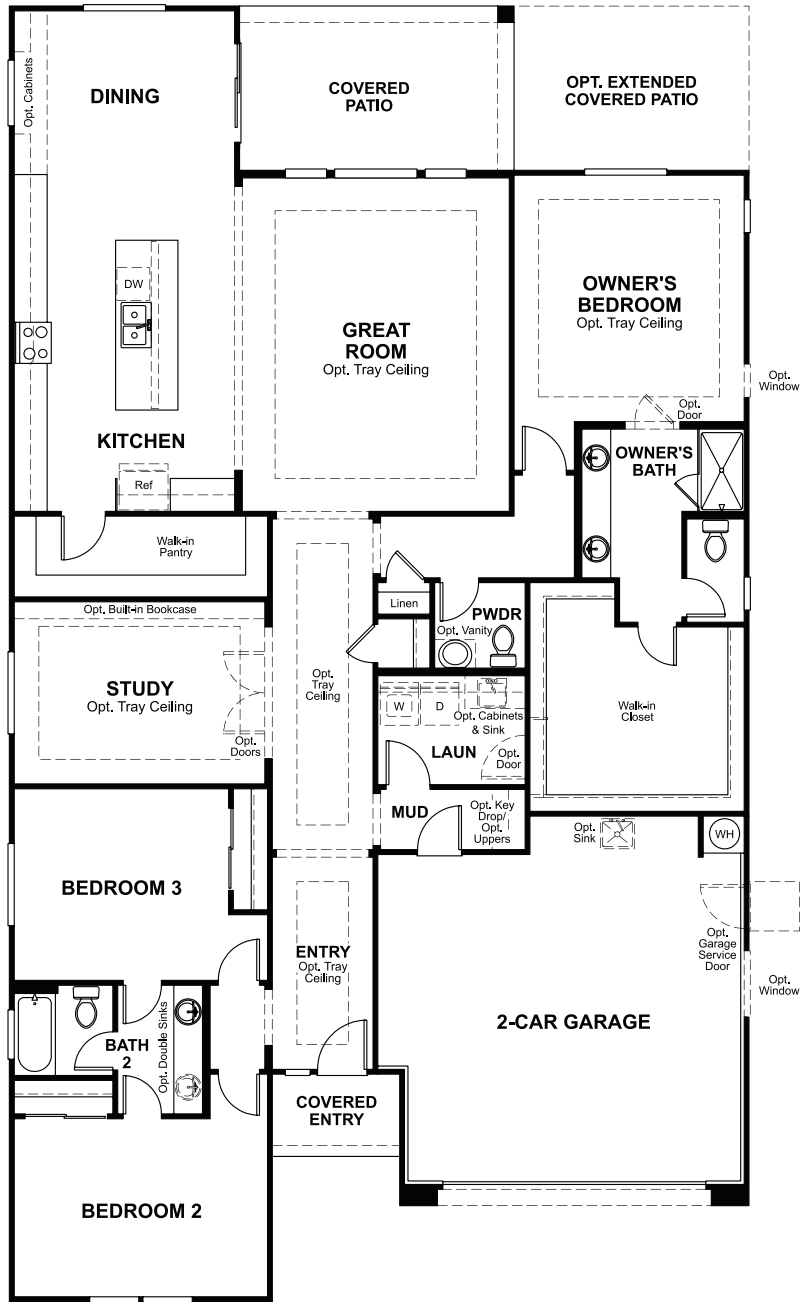 Opt. Cabinets
DINING
COVERED
PATIO
OPT. EXTENDED
COVERED PATIO
DW
GREAT
ROOM
Opt. Tray Ceiling
OWNER'S
BEDROOM
Opt. Tray Ceiling
Opt.
Window
Opt.
Door
KITCHEN
Ref
OWNER'S
BATH
Walk-in
Pantry
Linen
PWDR
Opt. Vanity
Opt. Built-in Bookcase
STUDY
Opt. Tray Ceiling
Opt.
Doors
Opt.
Tray
Ceiling
W
D
Opt. Cabinets
& Sink
LAUN
Opt.
Door
Walk-in
Closet
MUD
Opt. Key
Drop/
Opt.
Uppers
Opt.
Sink
WH
BEDROOM 3
ENTRY
Opt. Tray
Ceiling
Opt.
Garage
Service
Door
Opt.
Window
2-CAR GARAGE
BATH
2
Opt. Double Sinks
COVERED
ENTRY
BEDROOM 2